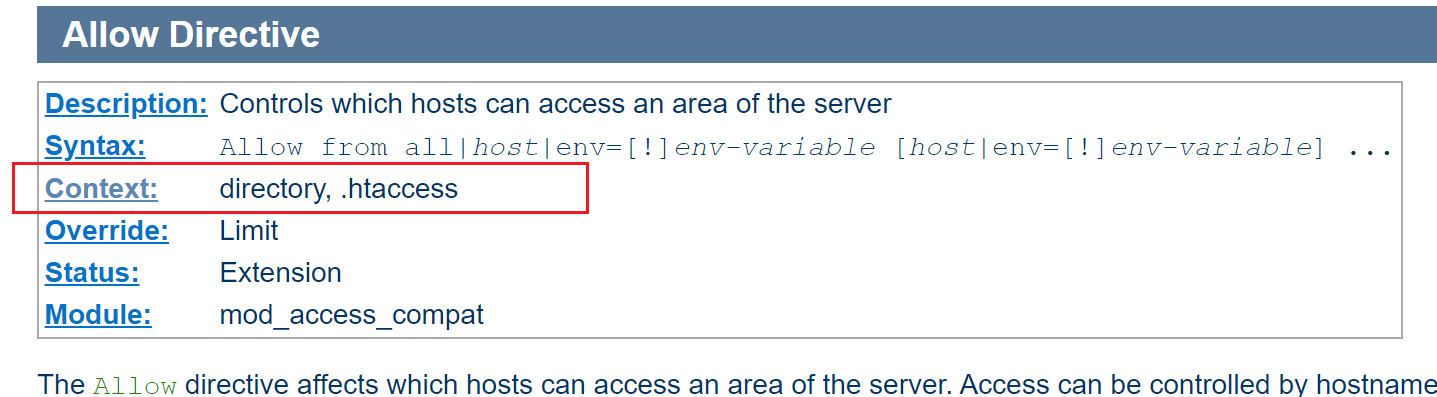 Allow Directive
Description: Controls which hosts can access an area of the server
Syntax: Allow from all|host|env=[!]env-variable [host|env=[!]env-variable] ...
Context: directory, .htaccess
Override: Limit
Status: Extension
Module: mod_access_compat
The Allow directive affects which hosts can access an area of the server. Access can be controlled by hostname